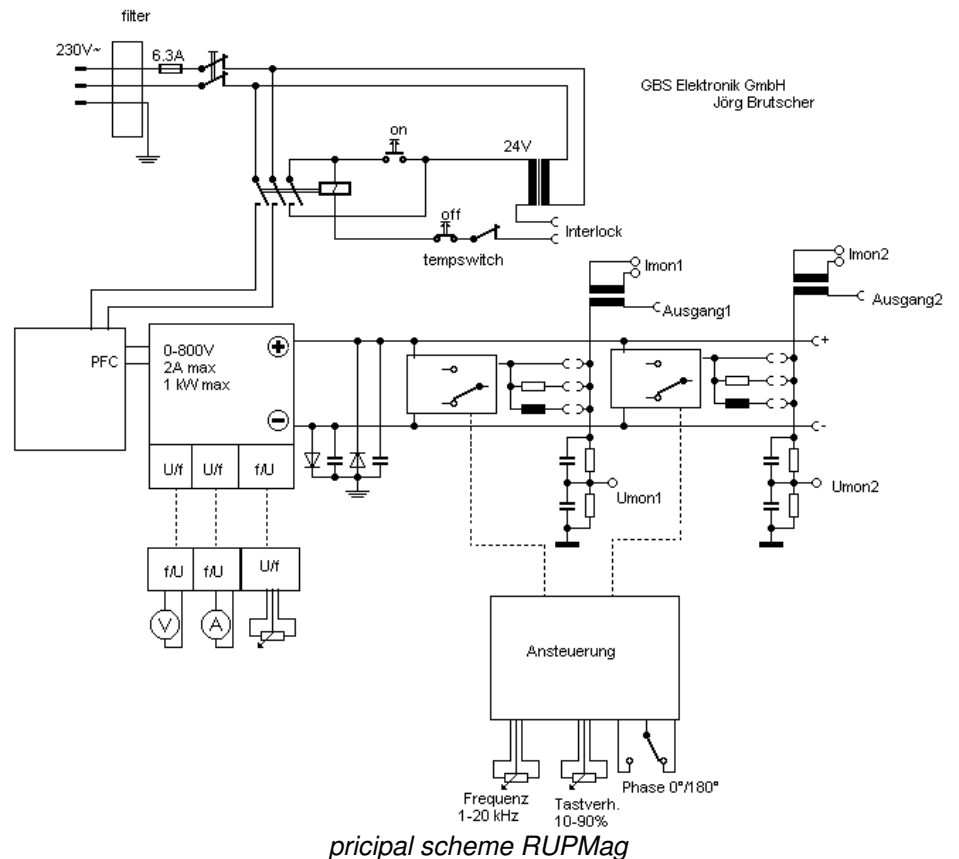 filter
230V~
6.3A
GBS Elektronik GmbH
Jörg Brutscher
on
24V
off
Interlock
tempswitch
Imon1
Imon2
Ausgang1
Ausgang2
PFC
0-800V
2A max
1 kW max
+
-
U/f
U/f
f/U
Umon1
Umon2
f/U
f/U
U/f
V
A
Ansteuerung
Frequenz
1-20 kHz
Tastverh.
10-90%
Phase 0°/180°
pricipal scheme RUPMag